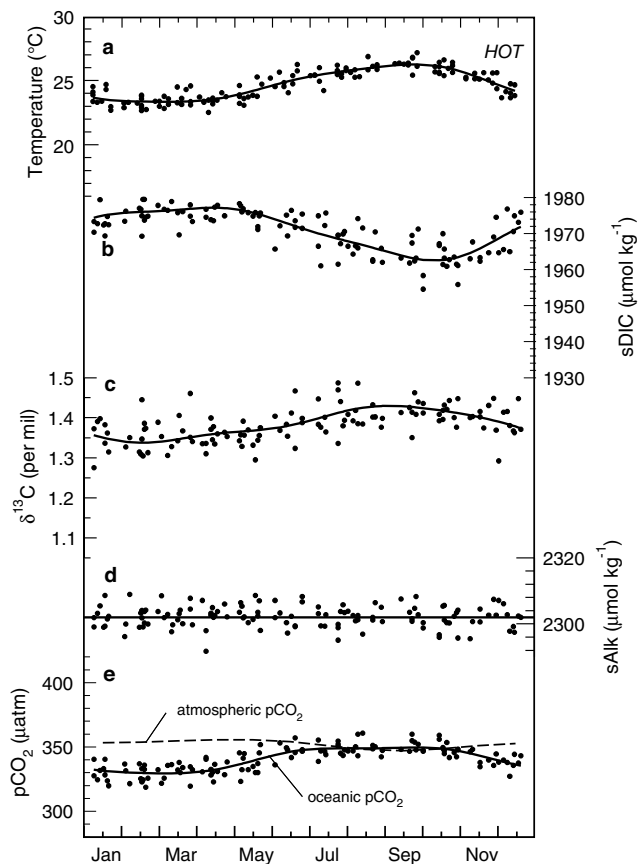 30
a
HOT
25
20
Temperature (°C)
1980
1970
1960
1950
1940
1930
sDIC (μmol kg⁻¹)
b
1.5
c
1.4
1.3
1.2
1.1
δ¹³C (per mil)
d
2320
2300
sAlk (μmol kg⁻¹)
e
400
350
300
pCO₂ (μatm)
atmospheric pCO₂
oceanic pCO₂
Jan Mar May Jul Sep Nov